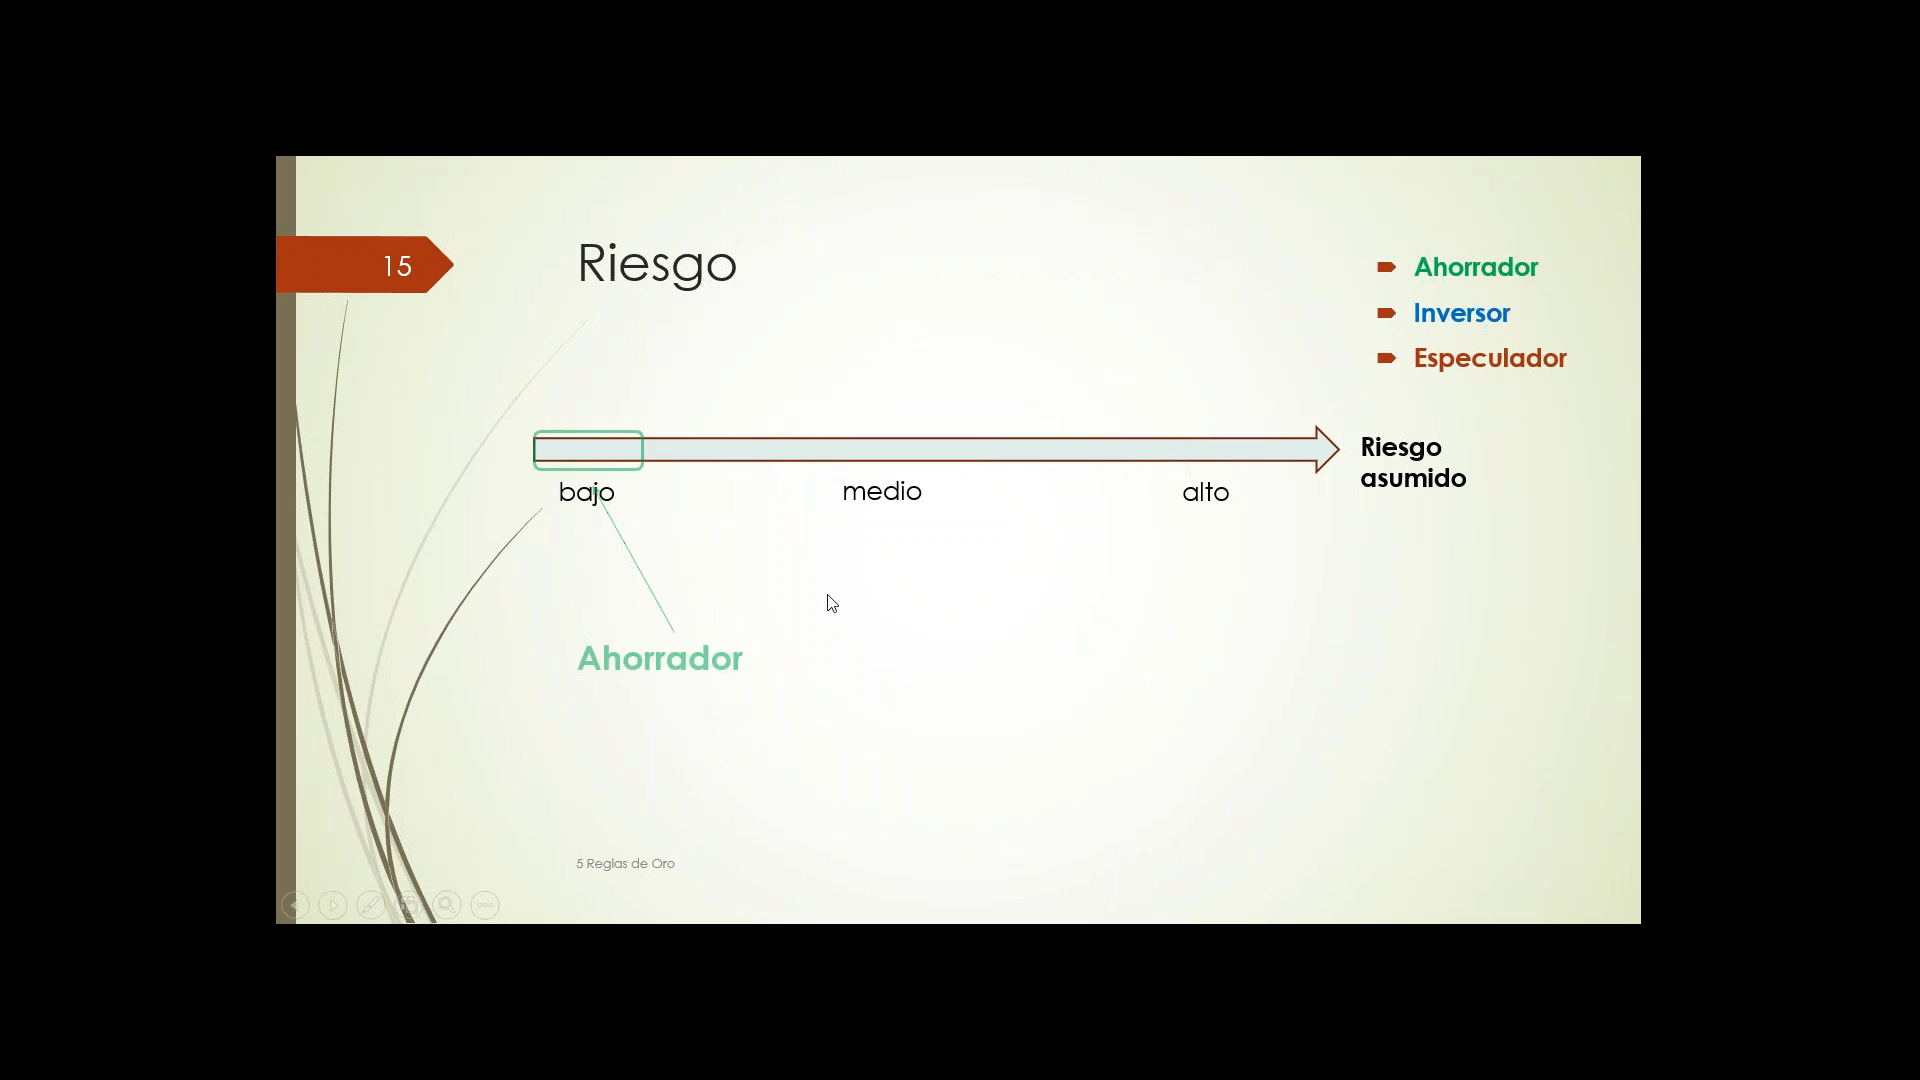 15
Riesgo
Ahorrador
Inversor
Especulador
Riesgo
asumido
bajo
medio
alto
Ahorrador
5 Reglas de Oro